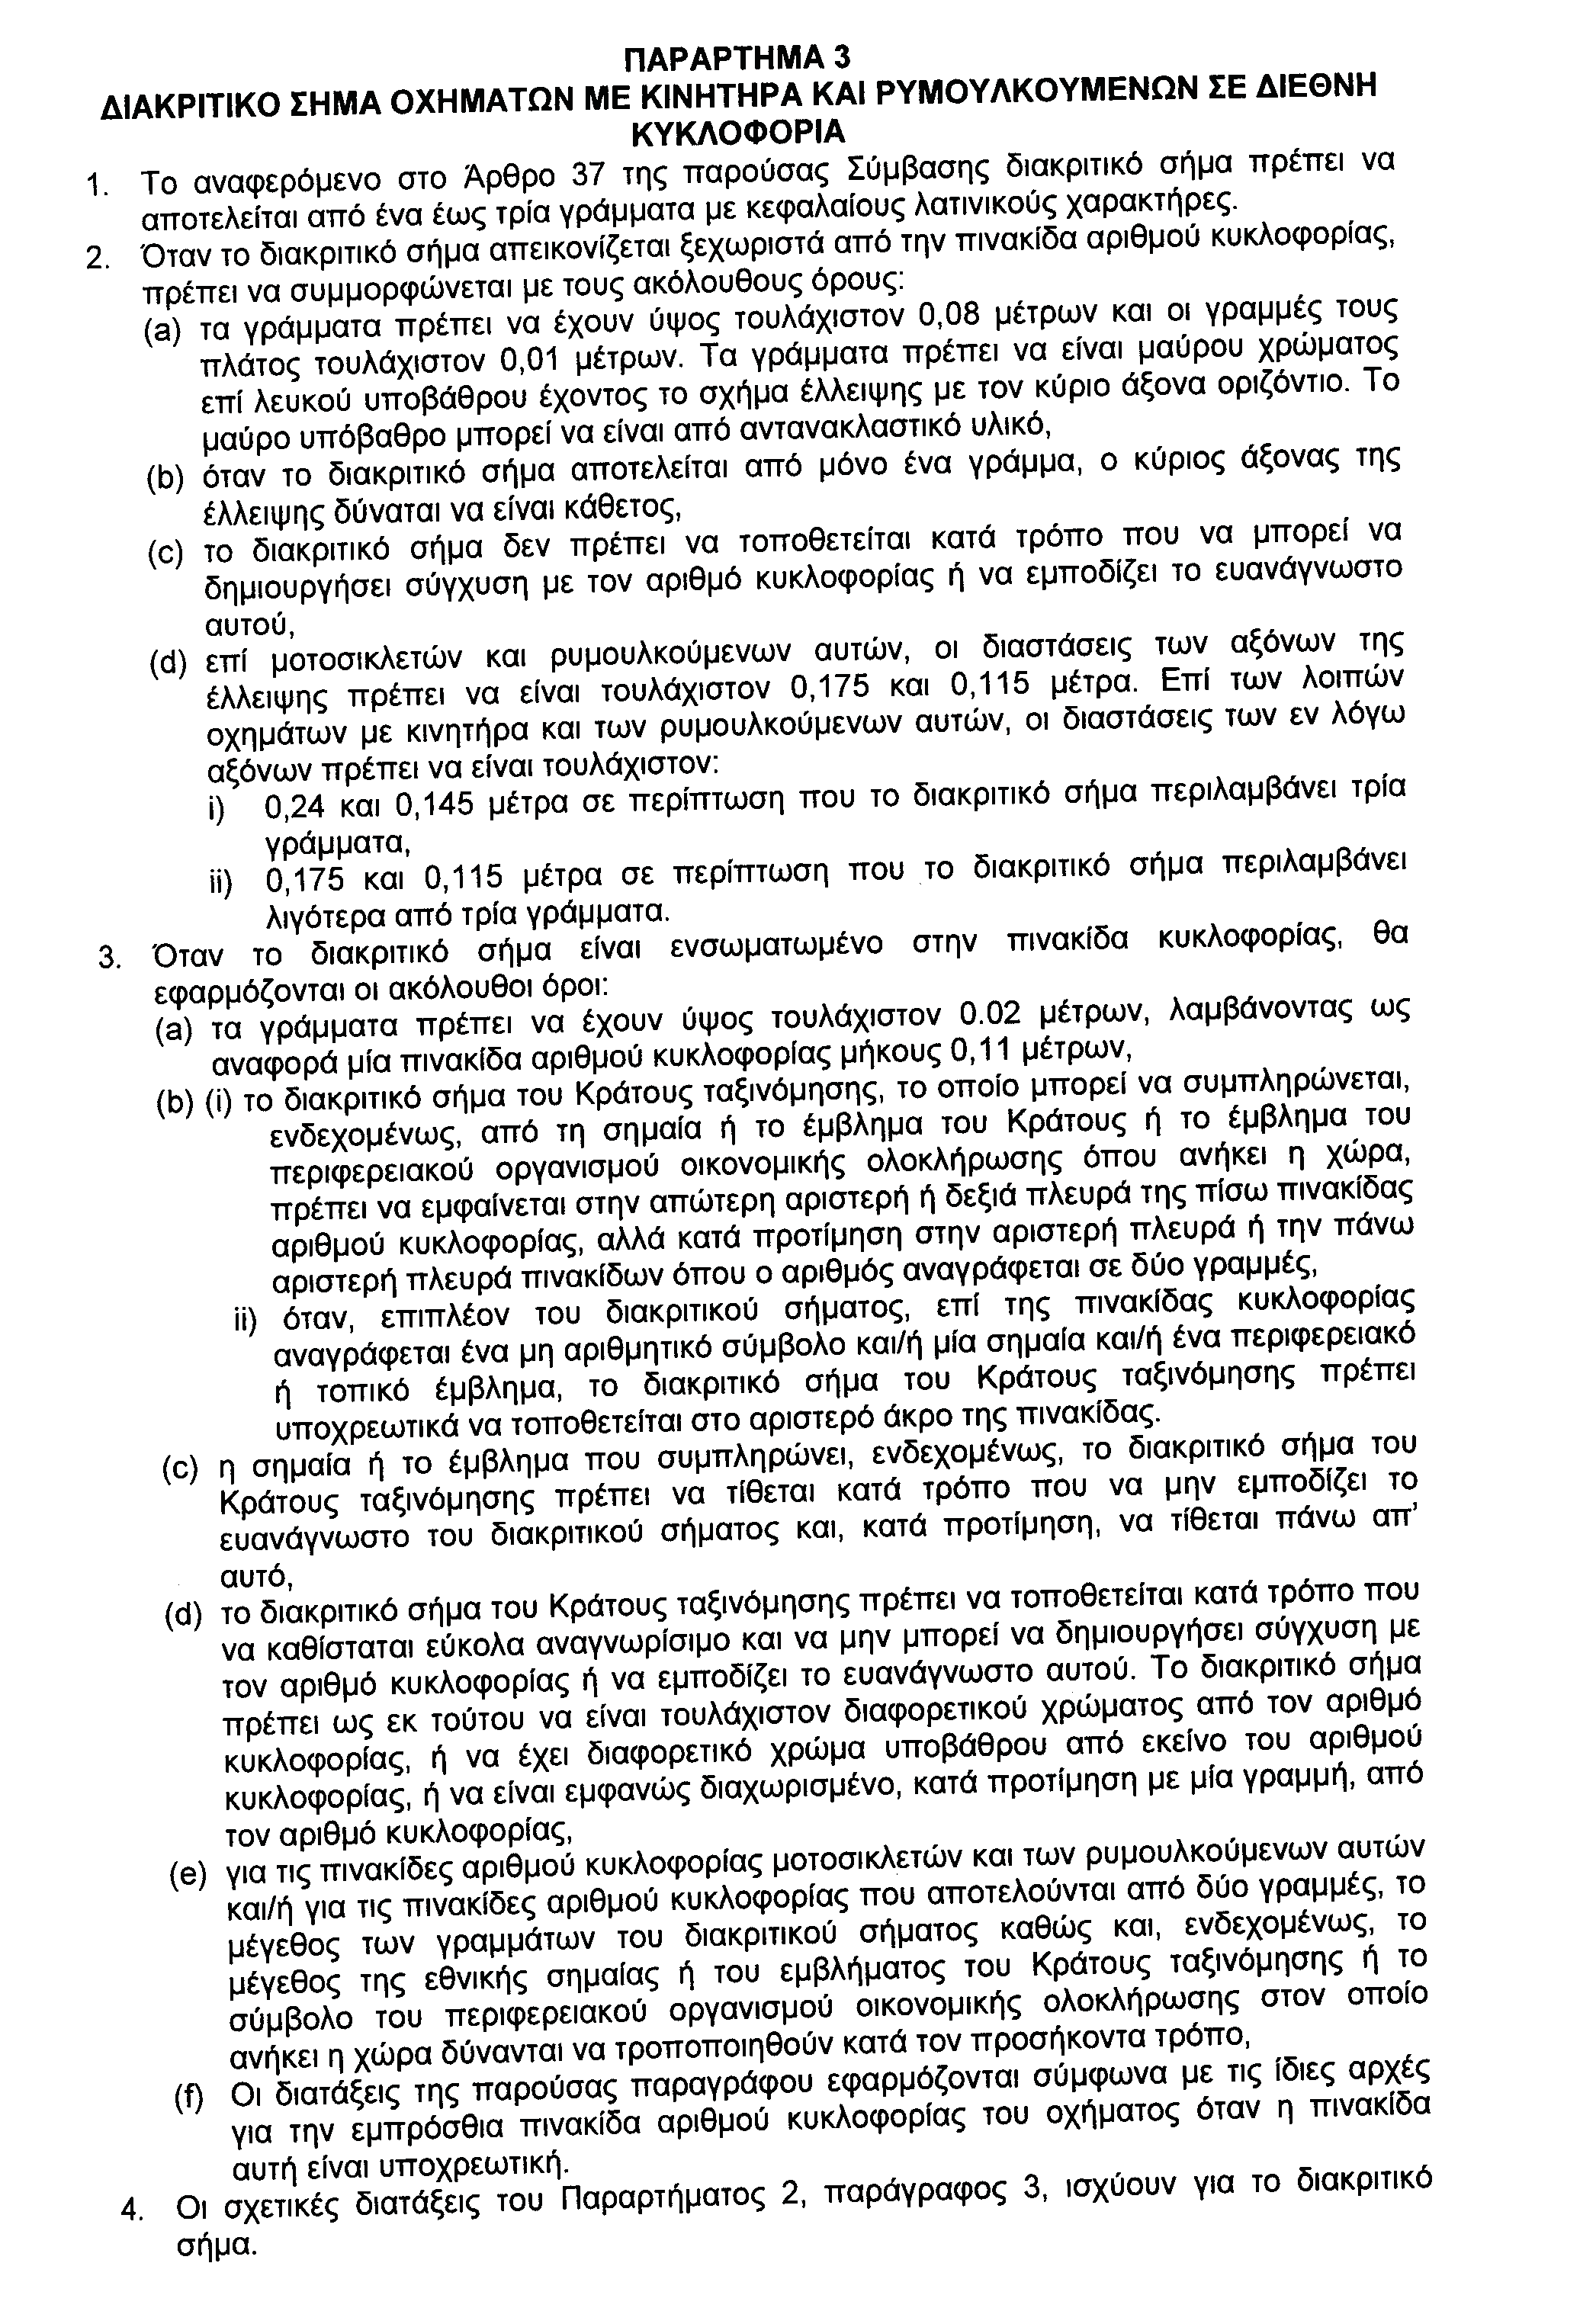 ΠΑΡΑΡΤΗΜΑ 3
ΔΙΑΚΡΙΤΙΚΟ ΣΗΜΑ ΟΧΗΜΑΤΩΝ ΜΕ ΚΙΝΗΤΗΡΑ ΚΑΙ ΡΥΜΟΥΛΚΟΥΜΕΝΩΝ ΣΕ ΔΙΕΘΝΗ
ΚΥΚΛΟΦΟΡΙΑ
1. Το αναφερόμενο στο Άρθρο 37 της παρούσας Σύμβασης διακριτικό σήμα πρέπει να
αποτελείται από ένα έως τρία γράμματα με κεφαλαίους λατινικούς χαρακτήρες.
2. Όταν το διακριτικό σήμα απεικονίζεται ξεχωριστά από την πινακίδα αριθμού κυκλοφορίας,
πρέπει να συμμορφώνεται με τους ακόλουθους όρους:
(a) τα γράμματα πρέπει να έχουν ύψος τουλάχιστον 0,08 μέτρων και οι γραμμές τους
πλάτος τουλάχιστον 0,01 μέτρων. Τα γράμματα πρέπει να είναι μαύρου χρώματος
επί λευκού υποβάθρου έχοντος το σχήμα έλλειψης με τον κύριο άξονα οριζόντιο. Το
μαύρο υπόβαθρο μπορεί να είναι από αντανακλαστικό υλικό,
(b) όταν το διακριτικό σήμα αποτελείται από μόνο ένα γράμμα, ο κύριος άξονας της
έλλειψης δύναται να είναι κάθετος,
(c) το διακριτικό σήμα δεν πρέπει να τοποθετείται κατά τρόπο που να μπορεί να
δημιουργήσει σύγχυση με τον αριθμό κυκλοφορίας ή να εμποδίζει το ευανάγνωστο
αυτού,
(d) επί μοτοσικλετών και ρυμουλκούμενων αυτών, οι διαστάσεις των αξόνων της
έλλειψης πρέπει να είναι τουλάχιστον 0,175 και 0,115 μέτρα. Επί των λοιπών
οχημάτων με κινητήρα και των ρυμουλκούμενων αυτών, οι διαστάσεις των εν λόγω
αξόνων πρέπει να είναι τουλάχιστον:
i) 0,24 και 0,145 μέτρα σε περίπτωση που το διακριτικό σήμα περιλαμβάνει τρία
γράμματα,
ii) 0,175 και 0,115 μέτρα σε περίπτωση που το διακριτικό σήμα περιλαμβάνει
λιγότερα από τρία γράμματα.
3. Όταν το διακριτικό σήμα είναι ενσωματωμένο στην πινακίδα κυκλοφορίας, θα
εφαρμόζονται οι ακόλουθοι όροι:
(a) τα γράμματα πρέπει να έχουν ύψος τουλάχιστον 0.02 μέτρων, λαμβάνοντας ως
αναφορά μία πινακίδα αριθμού κυκλοφορίας μήκους 0,11 μέτρων,
(b) (i) το διακριτικό σήμα του Κράτους ταξινόμησης, το οποίο μπορεί να συμπληρώνεται,
ενδεχομένως, από τη σημαία ή το έμβλημα του Κράτους ή το έμβλημα του
περιφερειακού οργανισμού οικονομικής ολοκλήρωσης όπου ανήκει η χώρα,
πρέπει να εμφαίνεται στην απώτερη αριστερή ή δεξιά πλευρά της πίσω πινακίδας
αριθμού κυκλοφορίας, αλλά κατά προτίμηση στην αριστερή πλευρά ή την πάνω
αριστερή πλευρά πινακίδων όπου ο αριθμός αναγράφεται σε δύο γραμμές,
ii) όταν, επιπλέον του διακριτικού σήματος, επί της πινακίδας κυκλοφορίας
αναγράφεται ένα μη αριθμητικό σύμβολο και/ή μία σημαία και/ή ένα περιφερειακό
ή τοπικό έμβλημα, το διακριτικό σήμα του Κράτους ταξινόμησης πρέπει
υποχρεωτικά να τοποθετείται στο αριστερό άκρο της πινακίδας.
(c) η σημαία ή το έμβλημα που συμπληρώνει, ενδεχομένως, το διακριτικό σήμα του
Κράτους ταξινόμησης πρέπει να τίθεται κατά τρόπο που να μην εμποδίζει το
ευανάγνωστο του διακριτικού σήματος και, κατά προτίμηση, να τίθεται πάνω απ'
αυτό,
(d) το διακριτικό σήμα του Κράτους ταξινόμησης πρέπει να τοποθετείται κατά τρόπο που
να καθίσταται εύκολα αναγνωρίσιμο και να μην μπορεί να δημιουργήσει σύγχυση με
τον αριθμό κυκλοφορίας ή να εμποδίζει το ευανάγνωστο αυτού. Το διακριτικό σήμα
πρέπει ως εκ τούτου να είναι τουλάχιστον διαφορετικού χρώματος από τον αριθμό
κυκλοφορίας, ή να έχει διαφορετικό χρώμα υποβάθρου από εκείνο του αριθμού
κυκλοφορίας, ή να είναι εμφανώς διαχωρισμένο, κατά προτίμηση με μία γραμμή, από
τον αριθμό κυκλοφορίας,
(e) για τις πινακίδες αριθμού κυκλοφορίας μοτοσικλετών και των ρυμουλκούμενων αυτών
και/ή για τις πινακίδες αριθμού κυκλοφορίας που αποτελούνται από δύο γραμμές, το
μέγεθος των γραμμάτων του διακριτικού σήματος καθώς και, ενδεχομένως, το
μέγεθος της εθνικής σημαίας ή του εμβλήματος του Κράτους ταξινόμησης ή το
σύμβολο του περιφερειακού οργανισμού οικονομικής ολοκλήρωσης στον οποίο
ανήκει η χώρα δύνανται να τροποποιηθούν κατά τον προσήκοντα τρόπο,
(f) Οι διατάξεις της παρούσας παραγράφου εφαρμόζονται σύμφωνα με τις ίδιες αρχές
για την εμπρόσθια πινακίδα αριθμού κυκλοφορίας του οχήματος όταν η πινακίδα
αυτή είναι υποχρεωτική.
4. Οι σχετικές διατάξεις του Παραρτήματος 2, παράγραφος 3, ισχύουν για το διακριτικό
σήμα.